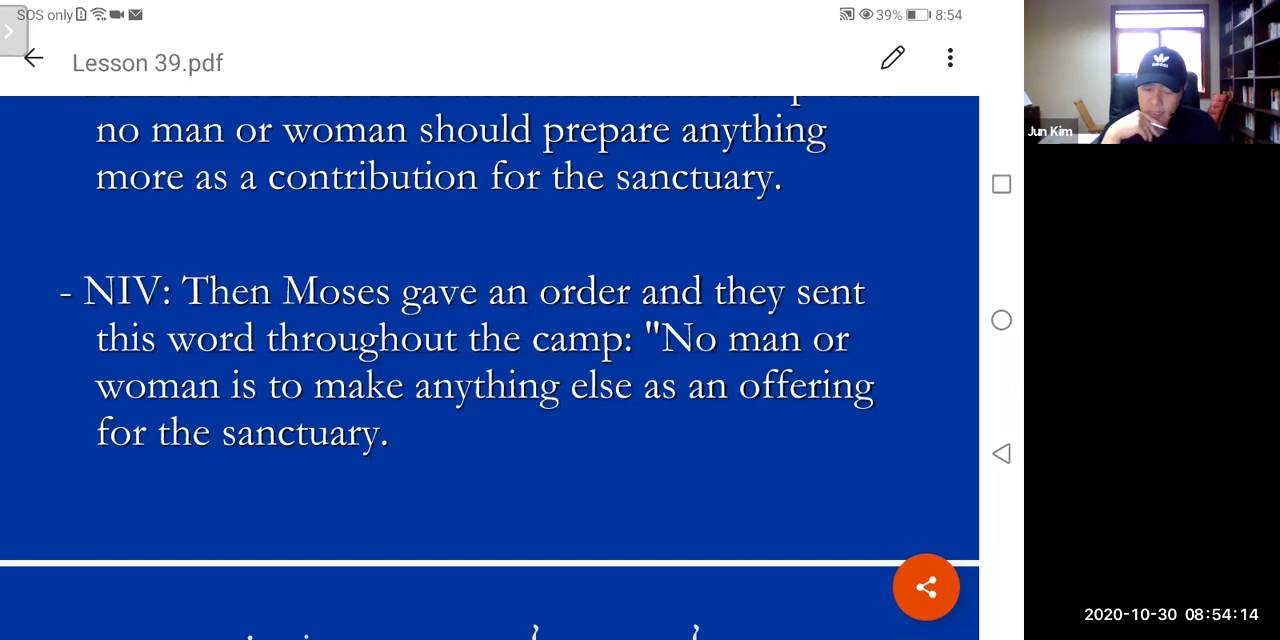 SOS only 39% 8:54
Lesson 39.pdf
no man or woman should prepare anything
more as a contribution for the sanctuary.
- NIV: Then Moses gave an order and they sent
this word throughout the camp: "No man or
woman is to make anything else as an offering
for the sanctuary.
adidas
Jun Kim
2020-10-30 08:54:14